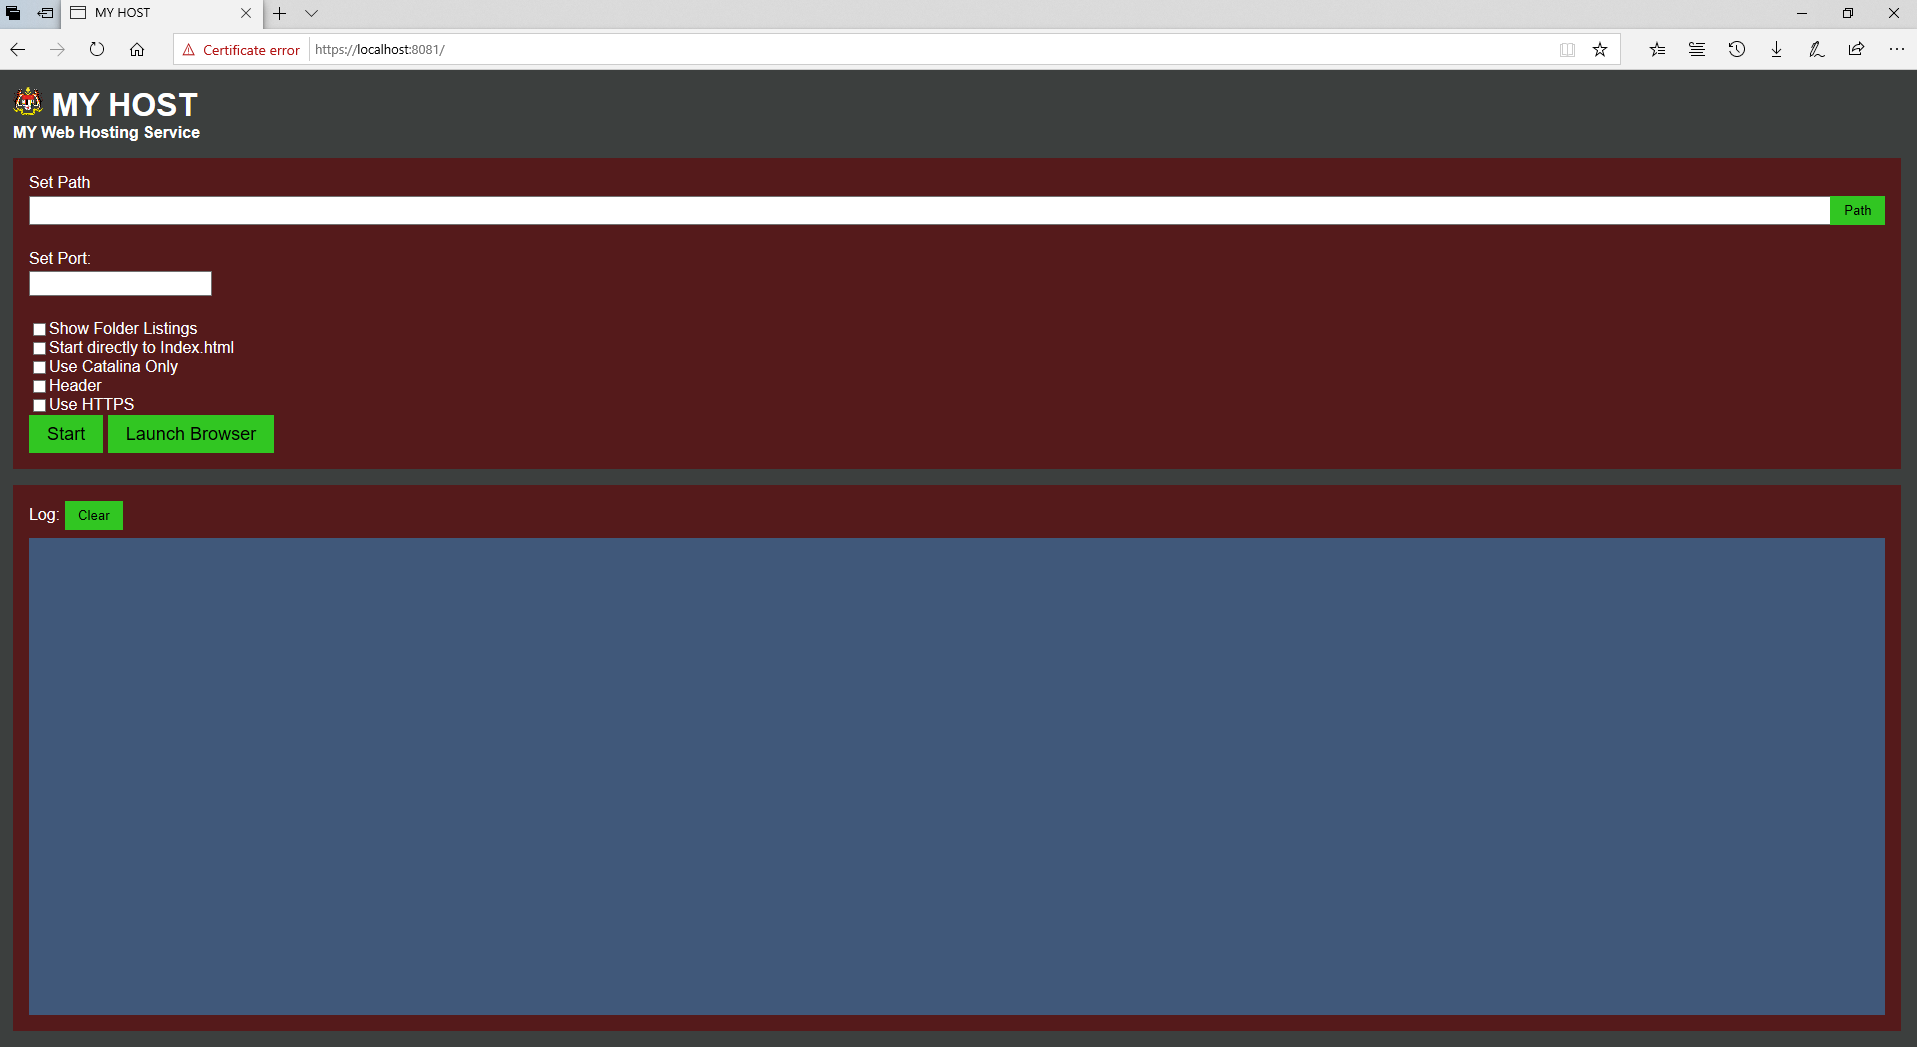 MY HOST
Certificate error https://localhost:8081/
MY HOST
MY Web Hosting Service
Set Path
Path
Set Port:
Show Folder Listings
Start directly to Index.html
Use Catalina Only
Header
Use HTTPS
Start Launch Browser
Log: Clear